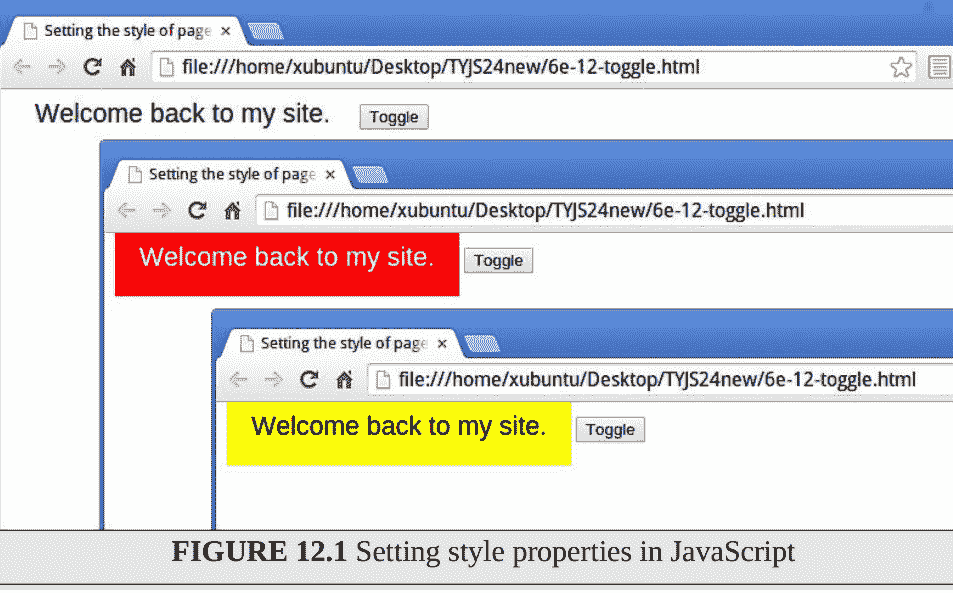 Setting the style of page
file:///home/xubuntu/Desktop/TYJS24new/6e-12-toggle.html
Welcome back to my site. Toggle
Setting the style of page
file:///home/xubuntu/Desktop/TYJS24new/6e-12-toggle.html
Welcome back to my site. Toggle
Setting the style of page
file:///home/xubuntu/Desktop/TYJS24new/6e-12-toggle.html
Welcome back to my site. Toggle
FIGURE 12.1 Setting style properties in JavaScript